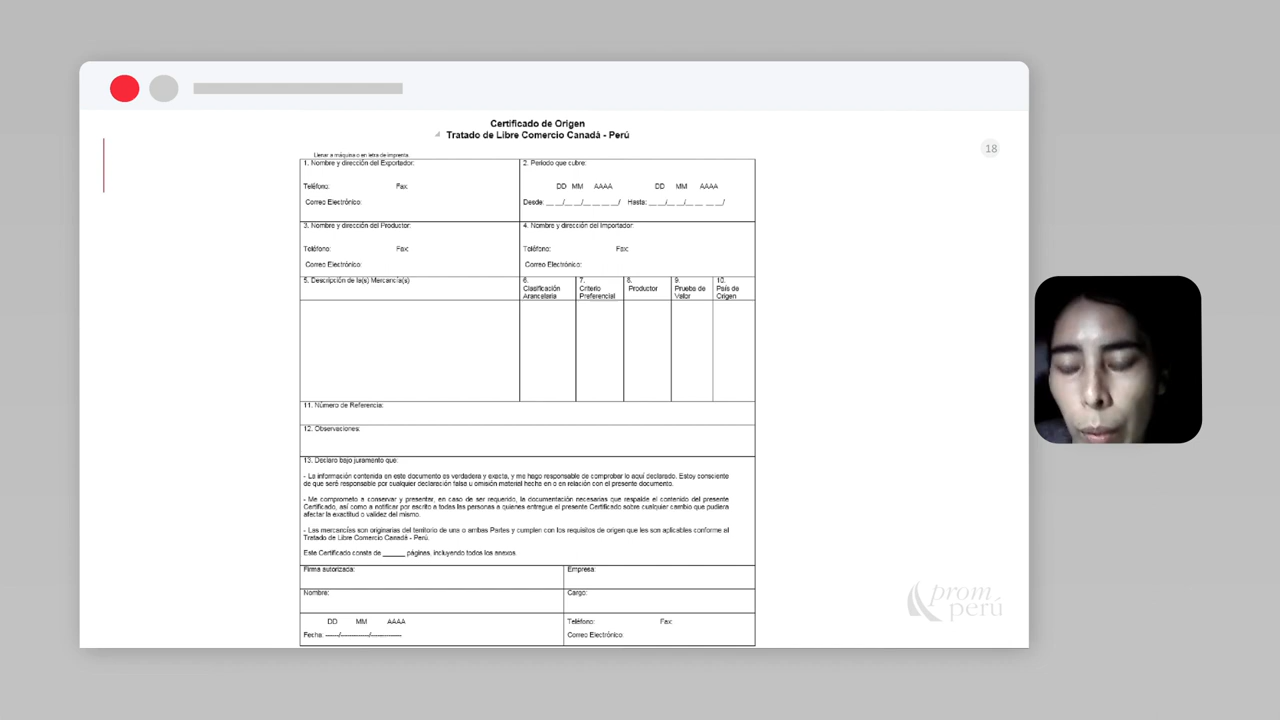 Certificado de Origen
Tratado de Libre Comercio Canadá - Perú
18
Llenar a máquina o en letra de imprenta.
1. Nombre y dirección del Exportador:
Teléfono: Fax:
Correo Electrónico:
2. Periodo que cubre:
DD MM AAAA DD MM AAAA
Desde: __ __/__ __/__ __ __ __/ Hasta: __ __/__ __/__ __ __ __/
3. Nombre y dirección del Productor:
Teléfono: Fax:
Correo Electrónico:
4. Nombre y dirección del Importador:
Teléfono: Fax:
Correo Electrónico:
5. Descripción de la(s) Mercancía(s)
6. Clasificación Arancelaria
7. Criterio Preferencial
8. Productor
9. Prueba de Valor
10. País de Origen
11. Número de Referencia:
12. Observaciones:
13. Declaro bajo juramento que:
- La información contenida en este documento es verdadera y exacta, y me hago responsable de comprobar lo aquí declarado. Estoy consciente
de que seré responsable por cualquier declaración falsa u omisión material hecha en o en relación con el presente documento.
- Me comprometo a conservar y presentar, en caso de ser requerido, la documentación necesarias que respalde el contenido del presente
Certificado, así como a notificar por escrito a todas las personas a quienes entregue el presente Certificado sobre cualquier cambio que pudiera
afectar la exactitud o validez del mismo.
- Las mercancías son originarias del territorio de una o ambas Partes y cumplen con los requisitos de origen que les son aplicables conforme al
Tratado de Libre Comercio Canadá - Perú.
Este Certificado consta de ______ páginas, incluyendo todos los anexos.
Firma autorizada: Empresa:
Nombre: Cargo:
DD MM AAAA
Fecha: -----/------------/-------------
Teléfono: Fax:
Correo Electrónico:
prom
perú